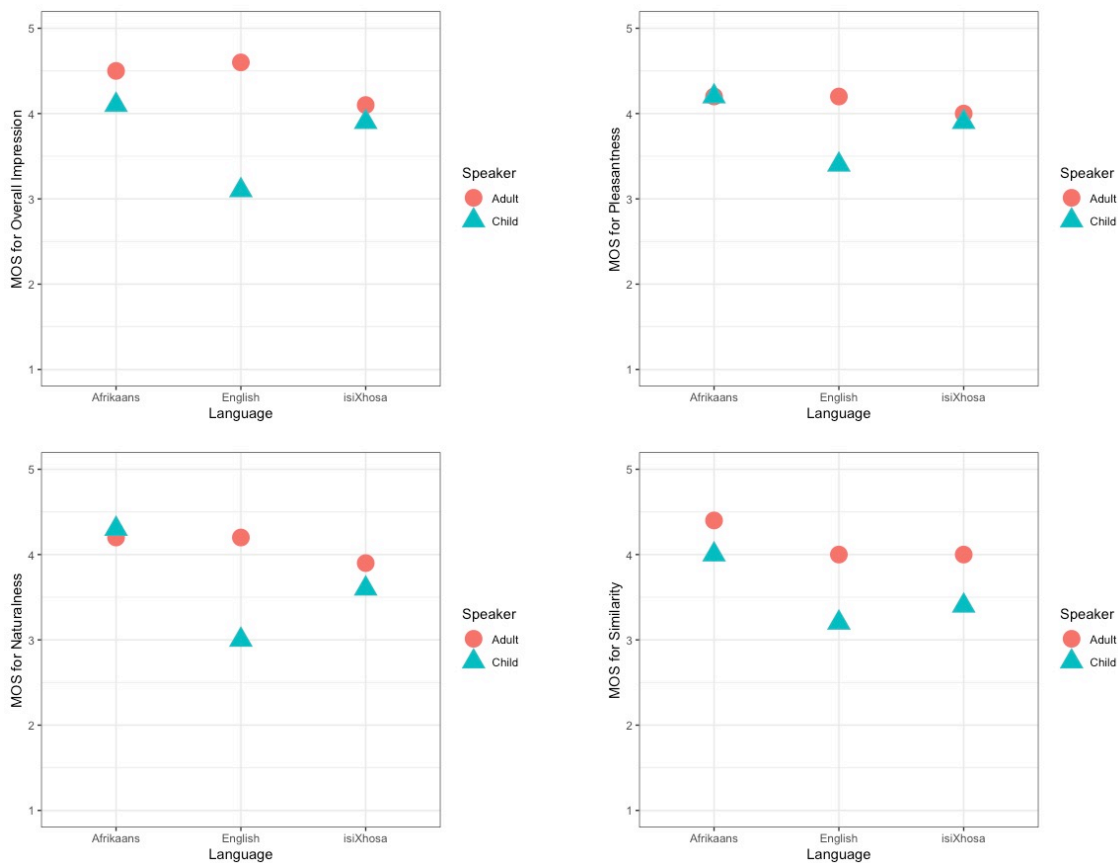 MOS for Overall Impression
5
4
3
2
1
Afrikaans English isiXhosa
Language
Speaker
Adult
Child
MOS for Pleasantness
5
4
3
2
1
Afrikaans English isiXhosa
Language
Speaker
Adult
Child
MOS for Naturalness
5
4
3
2
1
Afrikaans English isiXhosa
Language
Speaker
Adult
Child
MOS for Similarity
5
4
3
2
1
Afrikaans English isiXhosa
Language
Speaker
Adult
Child